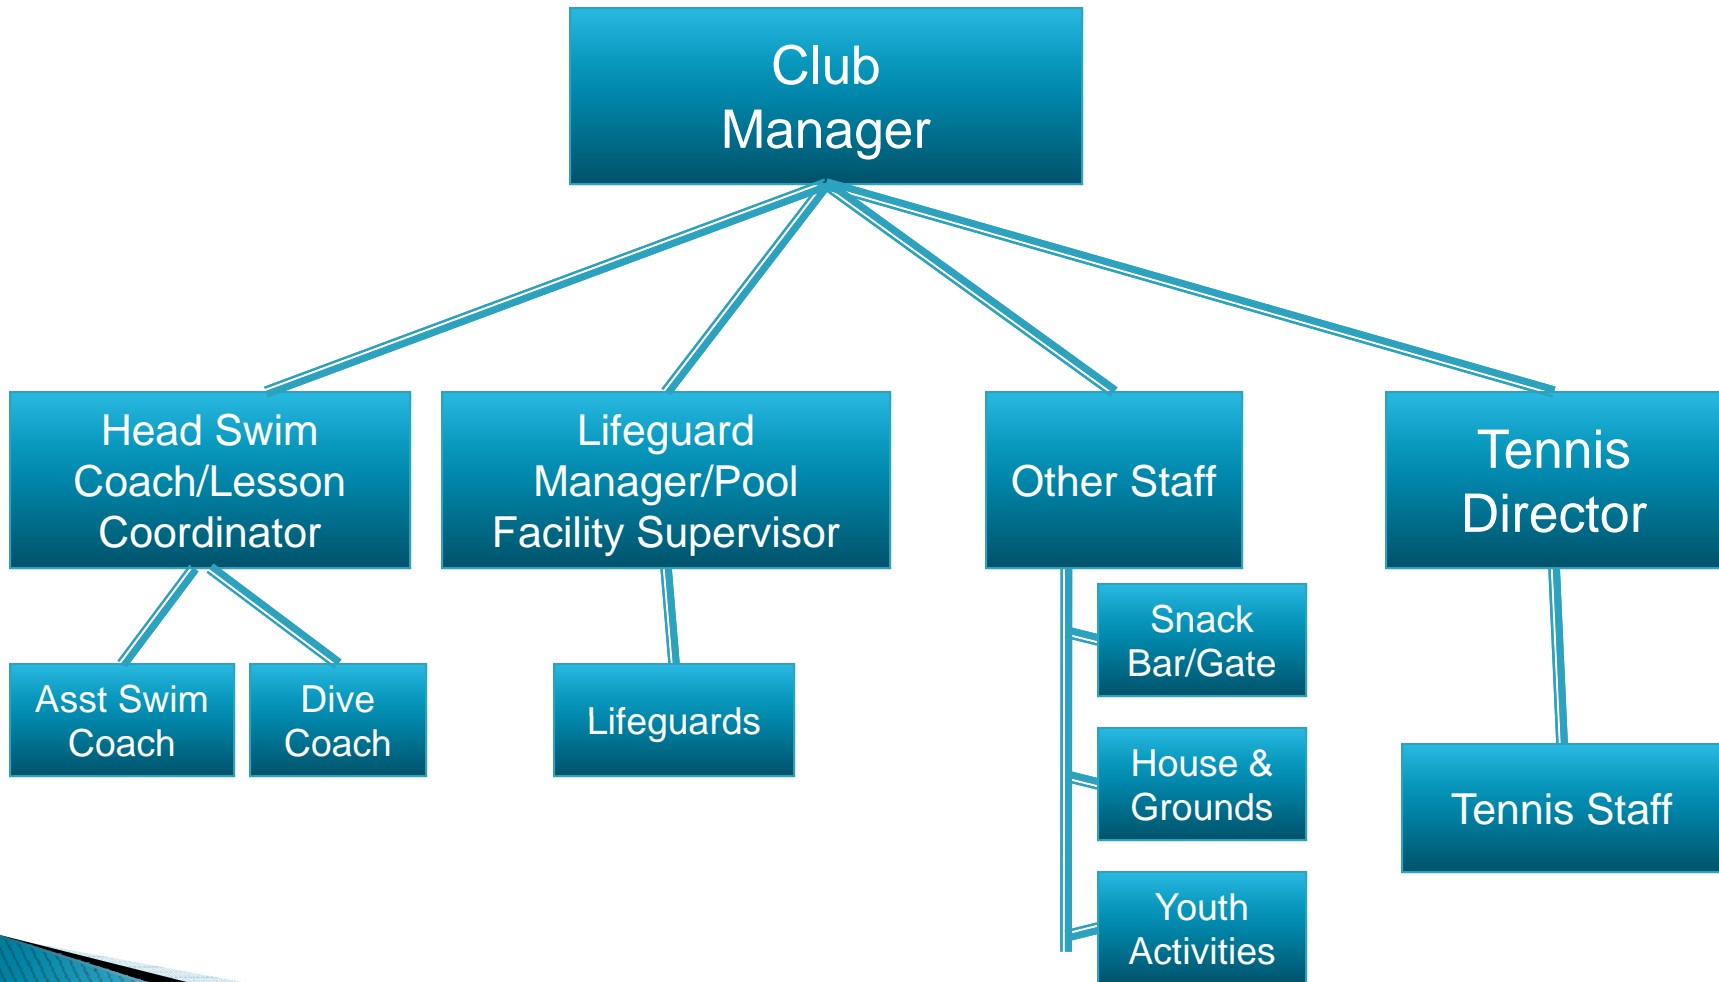 Club
Manager
Head Swim
Coach/Lesson
Coordinator
Lifeguard
Manager/Pool
Facility Supervisor
Other Staff
Tennis
Director
Asst Swim
Coach
Dive
Coach
Lifeguards
Snack
Bar/Gate
House &
Grounds
Youth
Activities
Tennis Staff